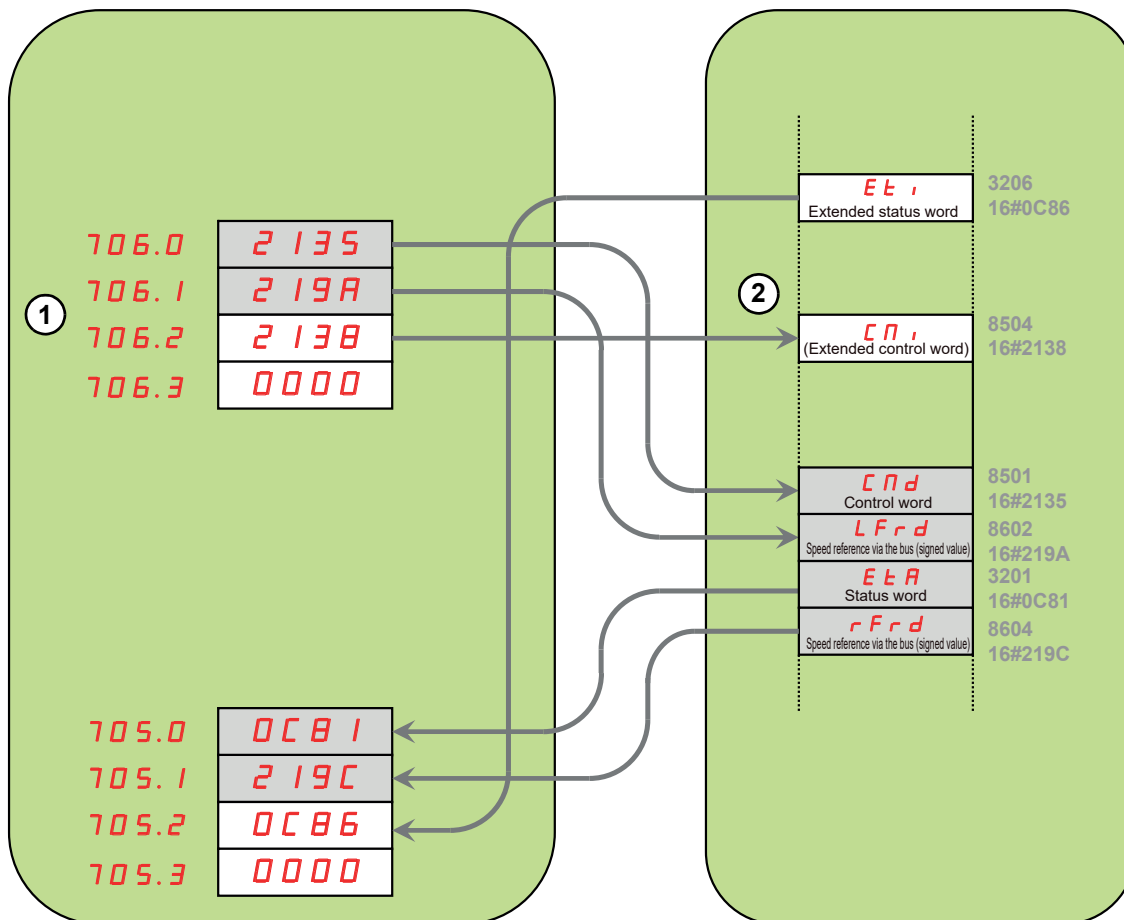 Eti
Extended status word
3206
16#0C86
706.0 2135
706.1 219A
706.2 2138
706.3 0000
1
2
CMi
(Extended control word)
8504
16#2138
CMd
Control word
8501
16#2135
LFrd
Speed reference via the bus (signed value)
8602
16#219A
EtA
Status word
3201
16#0C81
rFrd
Speed reference via the bus (signed value)
8604
16#219C
705.0 0C81
705.1 219C
705.2 0C86
705.3 0000